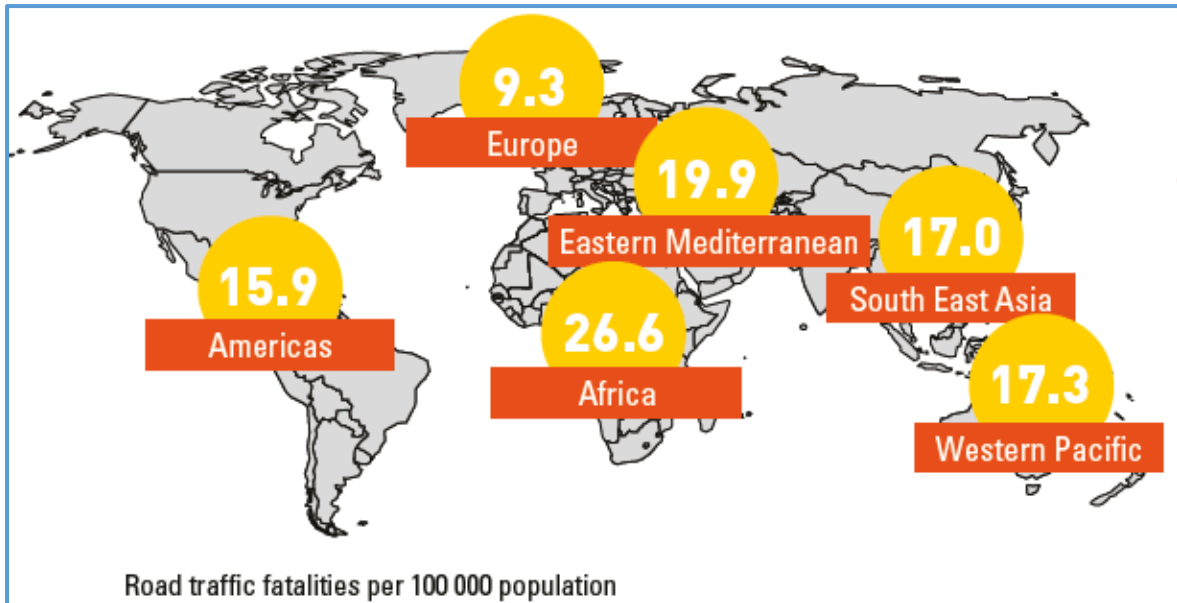 9.3
Europe
19.9
Eastern Mediterranean
17.0
South East Asia
15.9
Americas
26.6
Africa
17.3
Western Pacific
Road traffic fatalities per 100 000 population